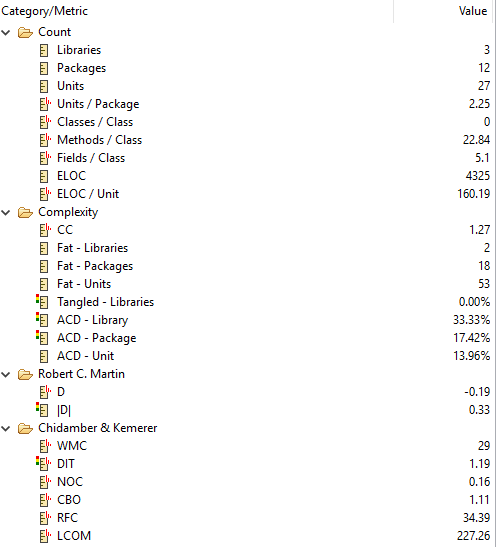 Category/Metric Value
Count
Libraries 3
Packages 12
Units 27
Units / Package 2.25
Classes / Class 0
Methods / Class 22.84
Fields / Class 5.1
ELOC 4325
ELOC / Unit 160.19
Complexity
CC 1.27
Fat - Libraries 2
Fat - Packages 18
Fat - Units 53
Tangled - Libraries 0.00%
ACD - Library 33.33%
ACD - Package 17.42%
ACD - Unit 13.96%
Robert C. Martin
D -0.19
|D| 0.33
Chidamber & Kemerer
WMC 29
DIT 1.19
NOC 0.16
CBO 1.11
RFC 34.39
LCOM 227.26